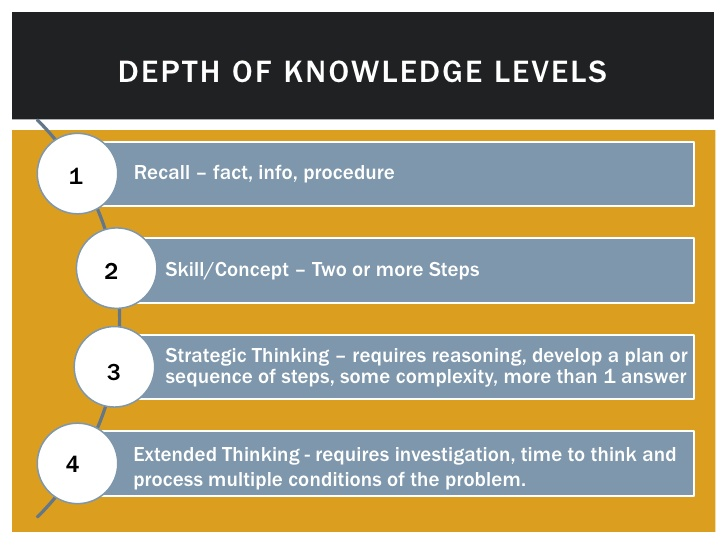 DEPTH OF KNOWLEDGE LEVELS
1
Recall – fact, info, procedure
2
Skill/Concept – Two or more Steps
3
Strategic Thinking – requires reasoning, develop a plan or
sequence of steps, some complexity, more than 1 answer
4
Extended Thinking - requires investigation, time to think and
process multiple conditions of the problem.